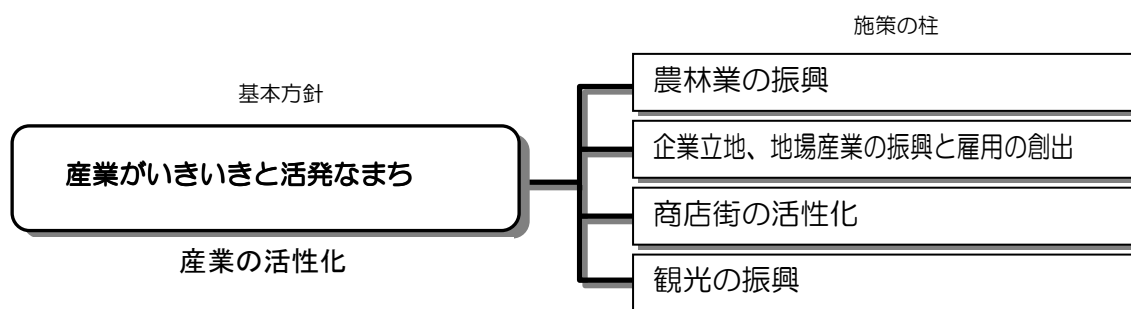 施策の柱
基本方針
産業がいきいきと活発なまち
産業の活性化
農林業の振興
企業立地、地場産業の振興と雇用の創出
商店街の活性化
観光の振興